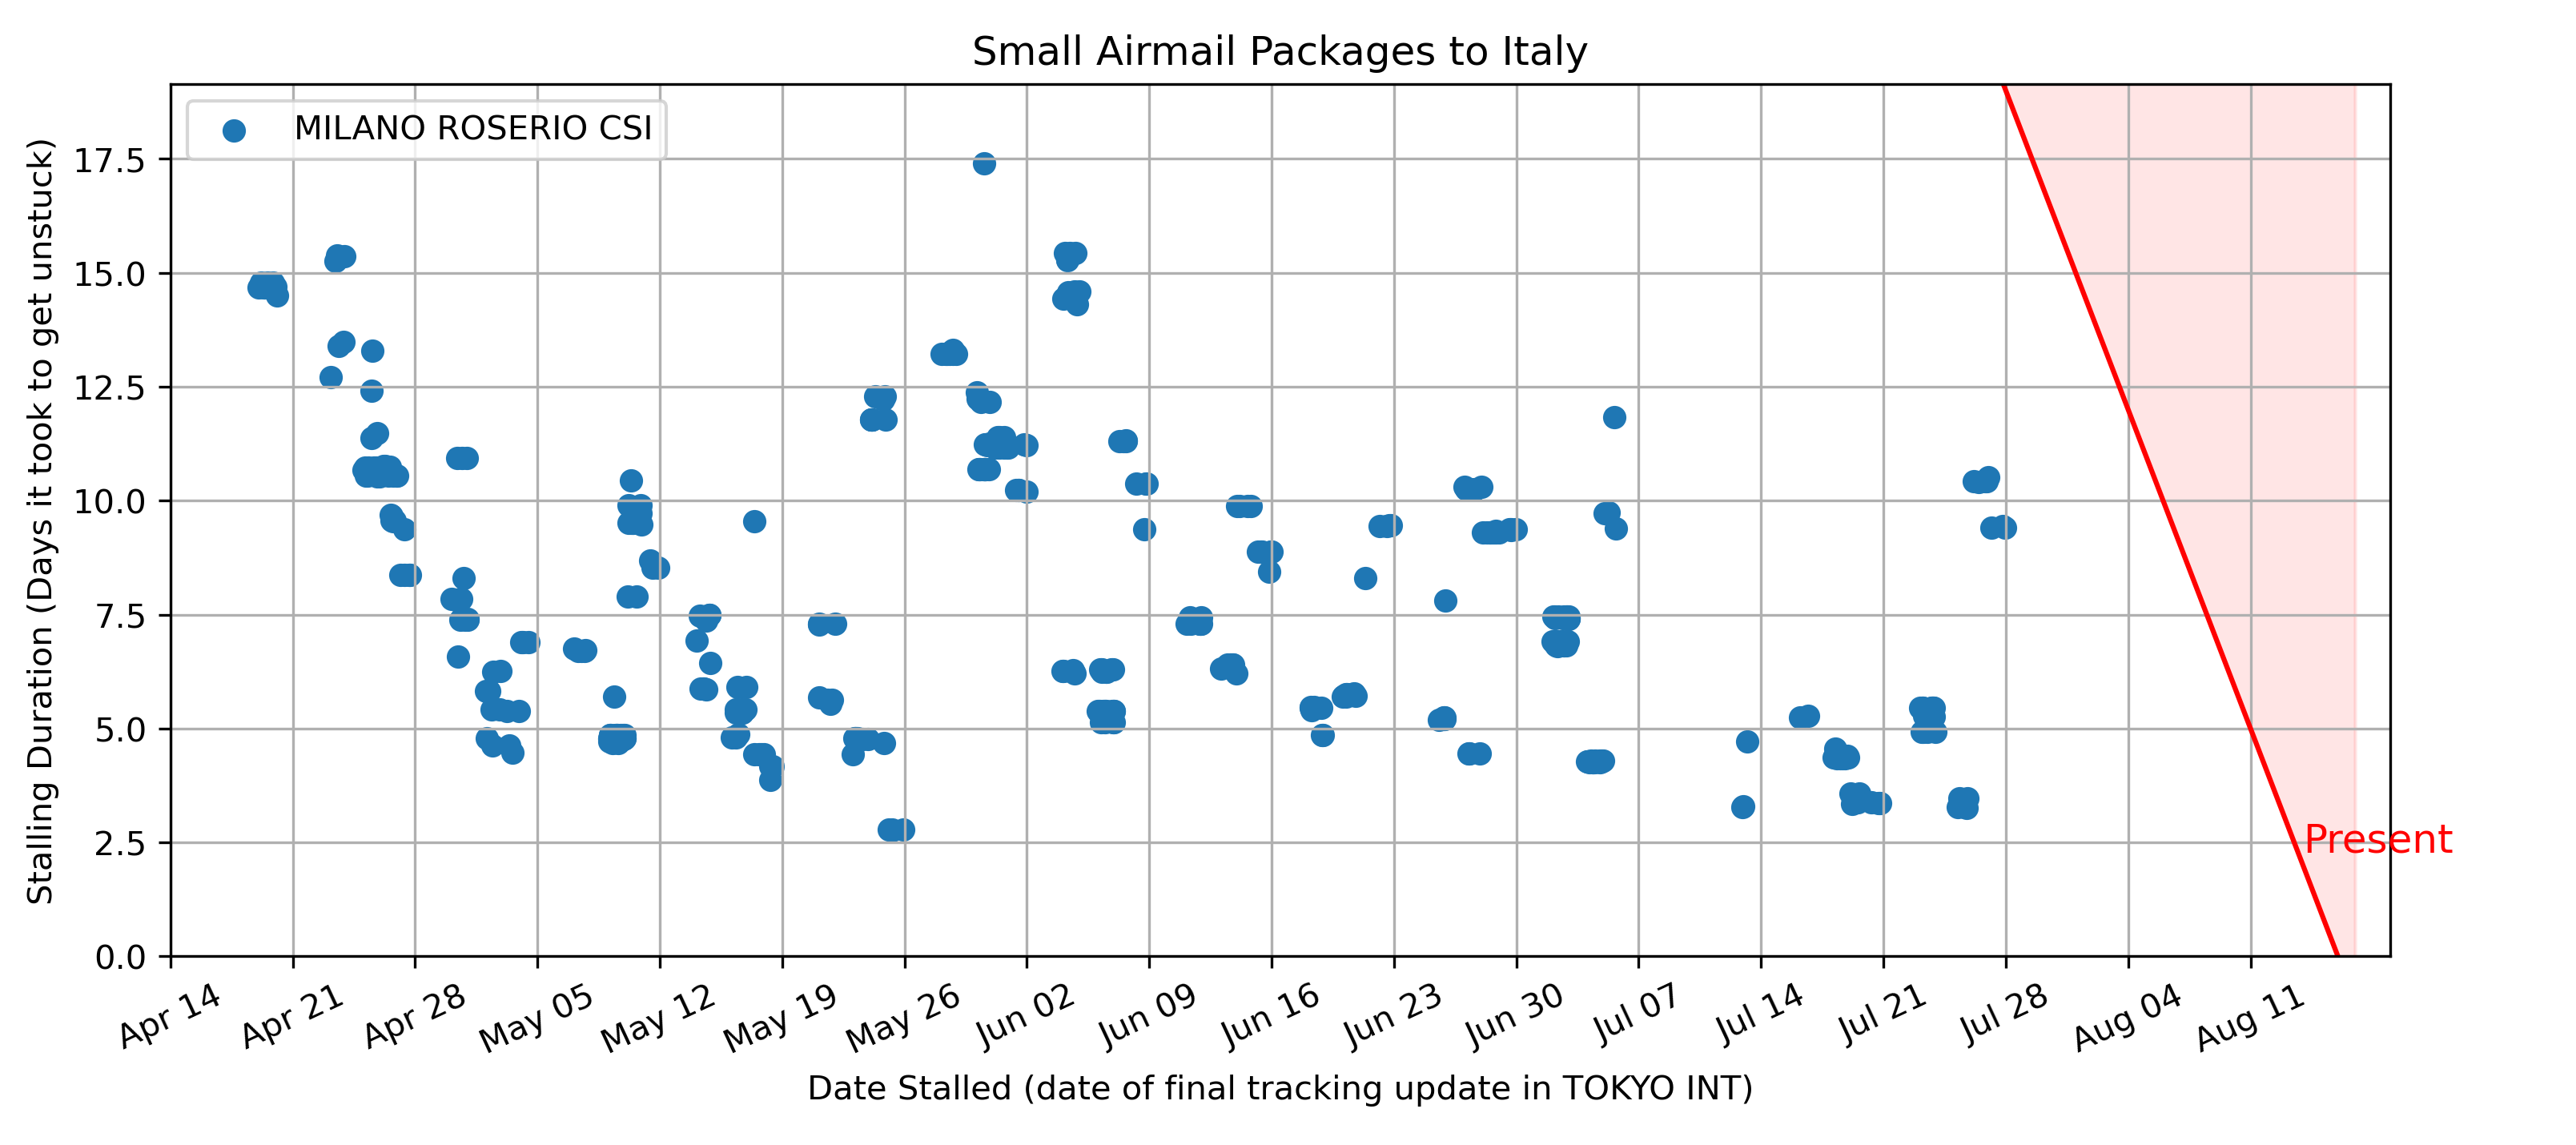 Small Airmail Packages to Italy
MILANO ROSERIO CSI
Stalling Duration (Days it took to get unstuck)
17.5
15.0
12.5
10.0
7.5
5.0
2.5
0.0
Present
Apr 14
Apr 21
Apr 28
May 05
May 12
May 19
May 26
Jun 02
Jun 09
Jun 16
Jun 23
Jun 30
Jul 07
Jul 14
Jul 21
Jul 28
Aug 04
Aug 11
Date Stalled (date of final tracking update in TOKYO INT)